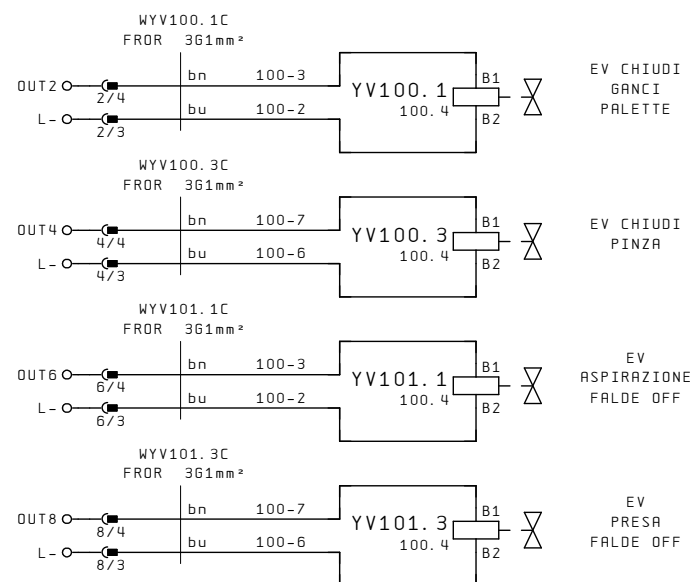 WYV100.1C
FROR 3G1mm²
OUT2
2/4
bn
100-3
L-
2/3
bu
100-2
YV100.1
100.4
B1
B2
EV CHIUDI
GANCI
PALETTE
WYV100.3C
FROR 3G1mm²
OUT4
4/4
bn
100-7
L-
4/3
bu
100-6
YV100.3
100.4
B1
B2
EV CHIUDI
PINZA
WYV101.1C
FROR 3G1mm²
OUT6
6/4
bn
100-3
L-
6/3
bu
100-2
YV101.1
100.4
B1
B2
EV
ASPIRAZIONE
FALDE OFF
WYV101.3C
FROR 3G1mm²
OUT8
8/4
bn
100-7
L-
8/3
bu
100-6
YV101.3
100.4
B1
B2
EV
PRESA
FALDE OFF